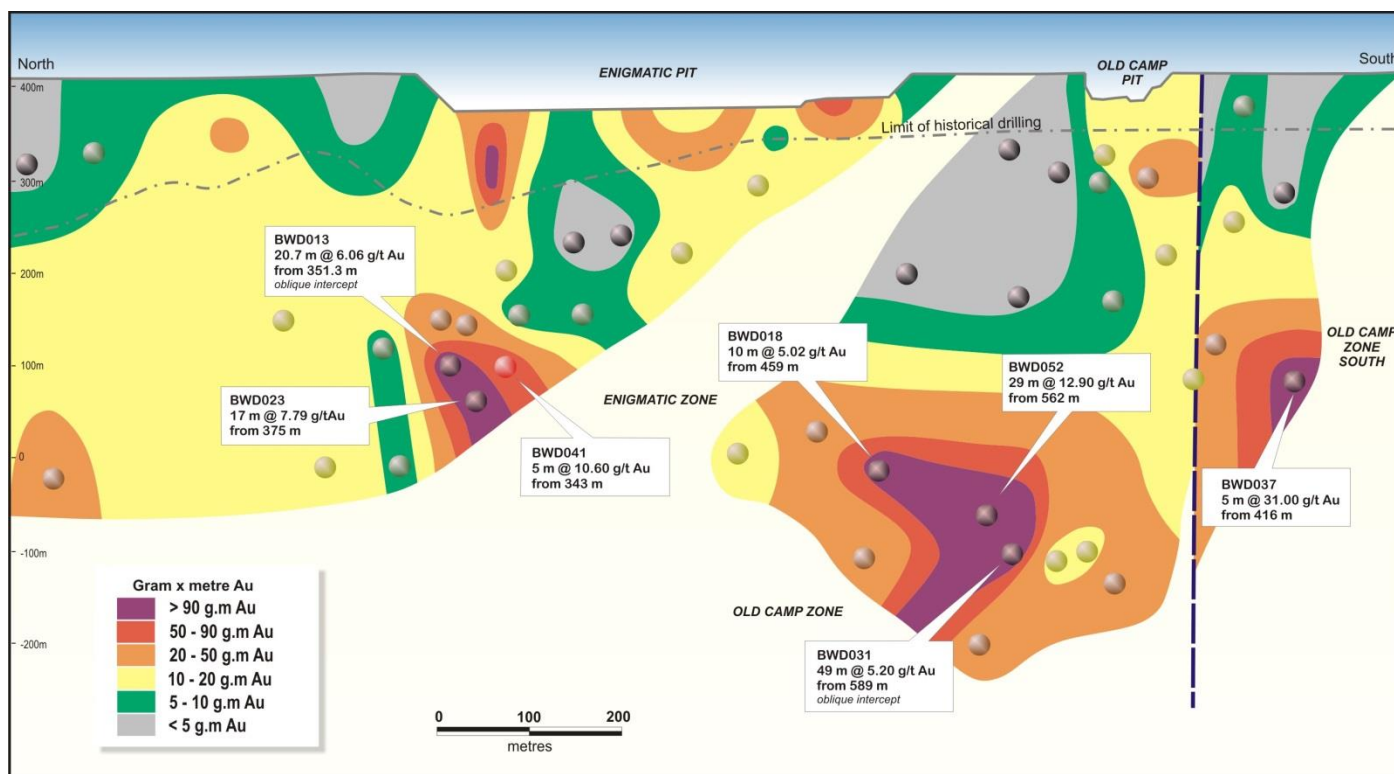 North
ENIGMATIC PIT
OLD CAMP
PIT
South
400m
Limit of historical drilling
300m
200m
100m
0
-100m
-200m
BWD013
20.7 m @ 6.06 g/t Au
from 351.3 m
oblique intercept
BWD023
17 m @ 7.79 g/tAu
from 375 m
BWD041
5 m @ 10.60 g/t Au
from 343 m
ENIGMATIC ZONE
BWD018
10 m @ 5.02 g/t Au
from 459 m
BWD052
29 m @ 12.90 g/t Au
from 562 m
OLD CAMP
ZONE
SOUTH
BWD037
5 m @ 31.00 g/t Au
from 416 m
OLD CAMP ZONE
BWD031
49 m @ 5.20 g/t Au
from 589 m
oblique intercept
Gram x metre Au
> 90 g.m Au
50 - 90 g.m Au
20 - 50 g.m Au
10 - 20 g.m Au
5 - 10 g.m Au
< 5 g.m Au
0 100 200
metres